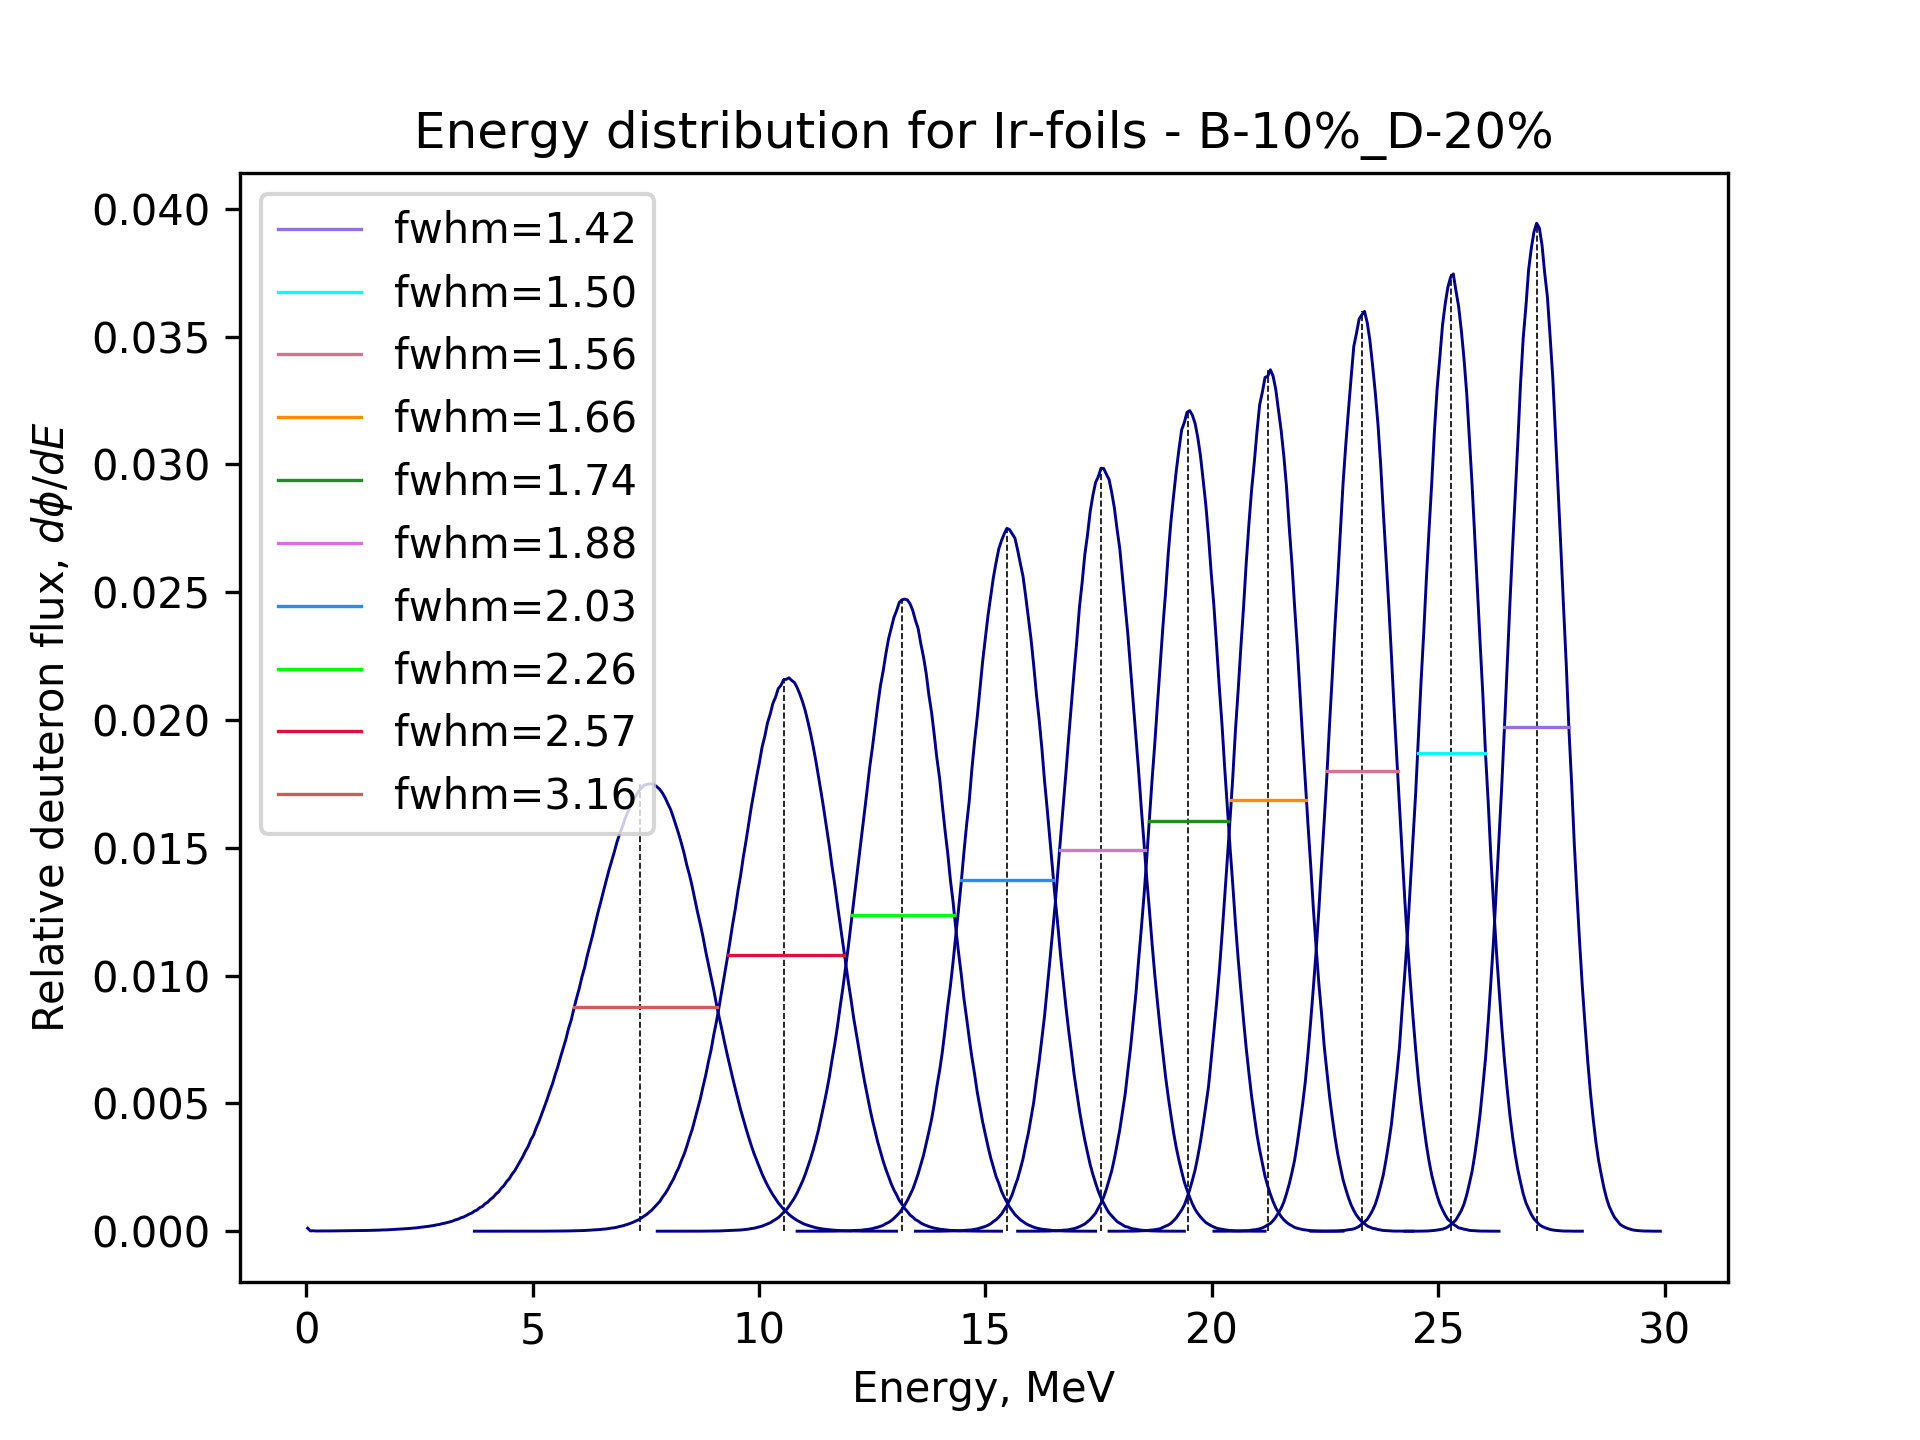 Energy distribution for Ir-foils - B-10%_D-20%
fwhm=1.42
fwhm=1.50
fwhm=1.56
fwhm=1.66
fwhm=1.74
fwhm=1.88
fwhm=2.03
fwhm=2.26
fwhm=2.57
fwhm=3.16
Relative deuteron flux, dϕ/dE
0.040
0.035
0.030
0.025
0.020
0.015
0.010
0.005
0.000
0 5 10 15 20 25 30
Energy, MeV